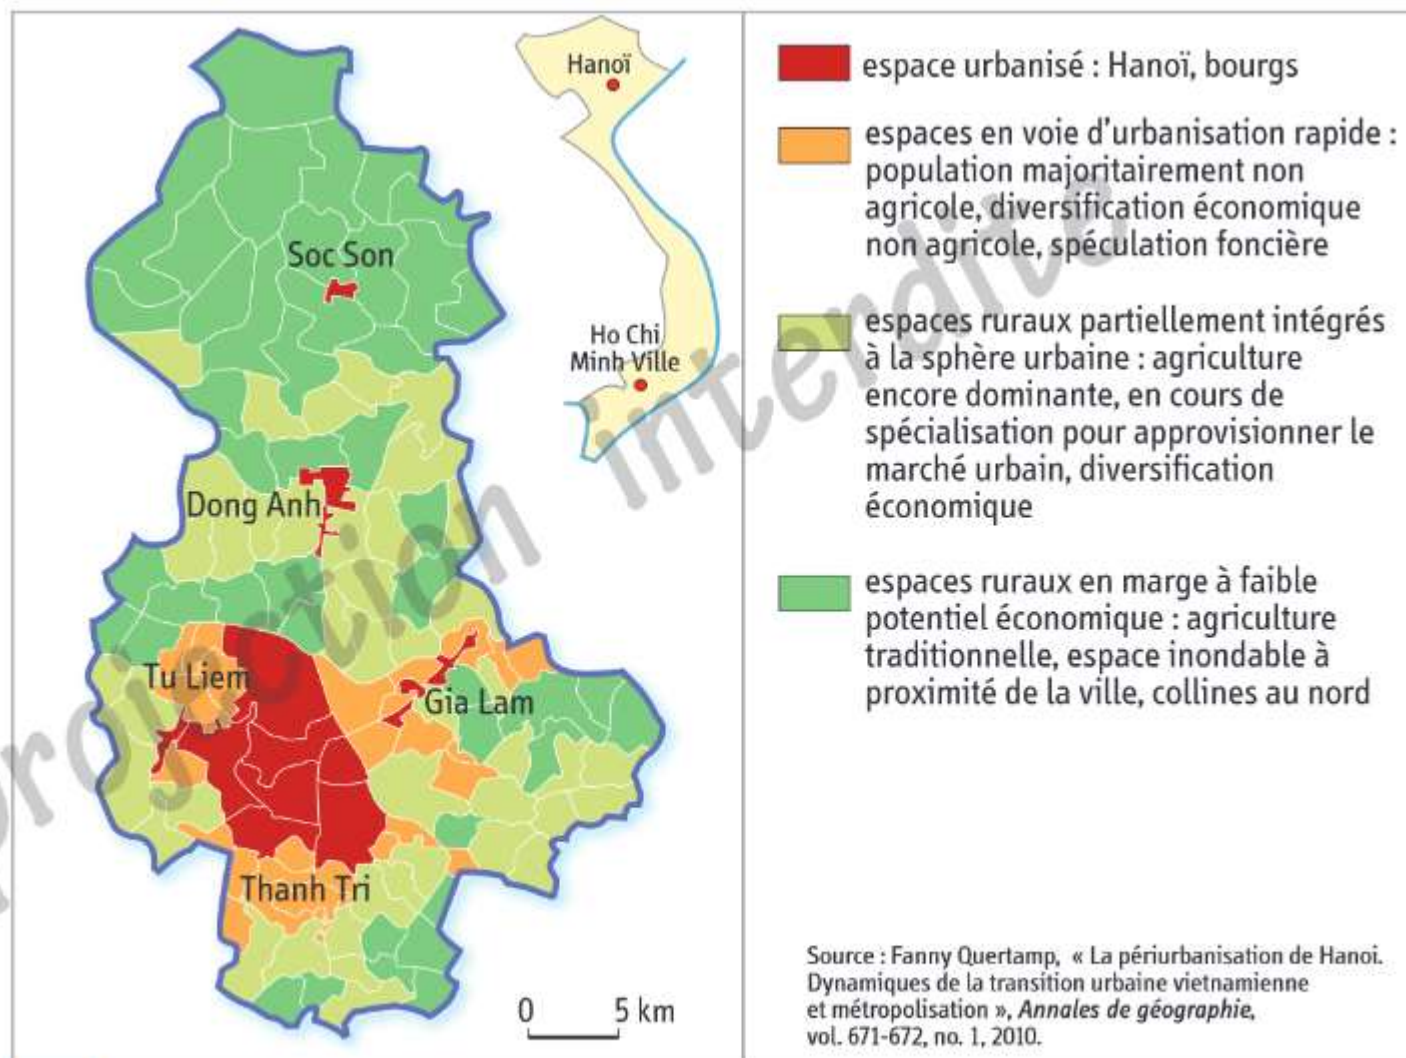 Hanoï
Soc Son
Ho Chi
Minh Ville
Dong Anh
Tu Liem
Gia Lam
Thanh Tri
0 5 km
espace urbanisé : Hanoï, bourgs
espaces en voie d'urbanisation rapide :
population majoritairement non
agricole, diversification économique
non agricole, spéculation foncière
espaces ruraux partiellement intégrés
à la sphère urbaine : agriculture
encore dominante, en cours de
spécialisation pour approvisionner le
marché urbain, diversification
économique
espaces ruraux en marge à faible
potentiel économique : agriculture
traditionnelle, espace inondable à
proximité de la ville, collines au nord
Source : Fanny Quertamp, « La périurbanisation de Hanoi.
Dynamiques de la transition urbaine vietnamienne
et métropolisation », Annales de géographie,
vol. 671-672, no. 1, 2010.
projection interdite